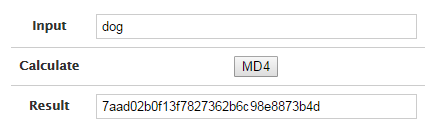 Input dog
Calculate MD4
Result 7aad02b0f13f7827362b6c98e8873b4d